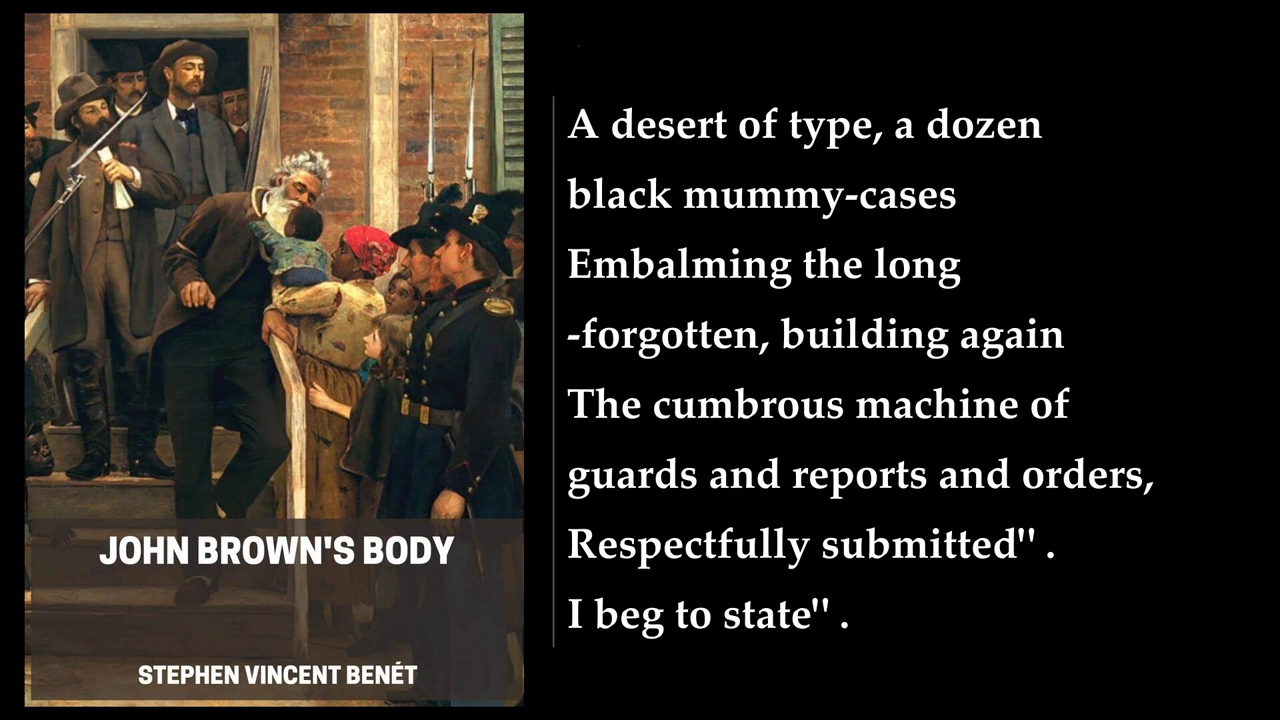 JOHN BROWN'S BODY
STEPHEN VINCENT BENÉT
A desert of type, a dozen
black mummy-cases
Embalming the long
-forgotten, building again
The cumbrous machine of
guards and reports and orders,
Respectfully submitted" .
I beg to state" .